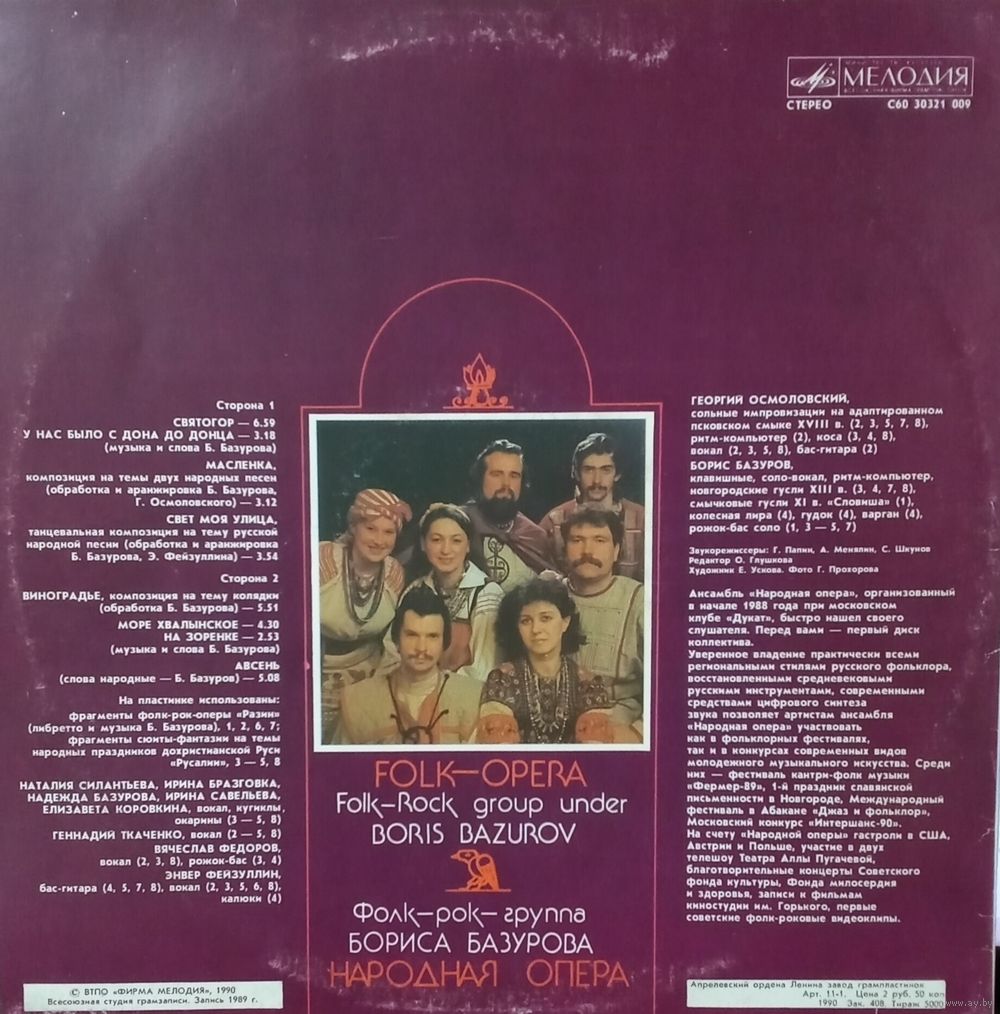 МЕЛОДИЯ
СТЕРЕО С60 30321 009
Сторона 1
СВЯТОГОР — 6.59
У НАС БЫЛО С ДОНА ДО ДОНЦА — 3.18
(музыка и слова Б. Базурова)
МАСЛЕНКА,
композиция на темы двух народных песен
(обработка и аранжировка Б. Базурова,
Г. Осмоловского) — 3.12
СВЕТ МОЯ УЛИЦА,
танцевальная композиция на тему русской
народной песни (обработка и аранжировка
Б. Базурова, Э. Фейзуллина) — 3.54
Сторона 2
ВИНОГРАДЬЕ, композиция на тему колядки
(обработка Б. Базурова) — 5.51
МОРЕ ХВАЛЫНСКОЕ — 4.30
НА ЗОРЕНКЕ — 2.53
(музыка и слова Б. Базурова)
АВСЕНЬ
(слова народные — Б. Базуров) — 5.08
На пластинке использованы:
фрагменты фолк-рок-оперы «Разин»
(либретто и музыка Б. Базурова), 1, 2, 6, 7;
фрагменты сюиты-фантазии на темы
народных праздников дохристианской Руси
«Русалии», 3 — 5, 8
НАТАЛИЯ СИЛАНТЬЕВА, ИРИНА БРАЗГОВКА,
НАДЕЖДА БАЗУРОВА, ИРИНА САВЕЛЬЕВА,
ЕЛИЗАВЕТА КОРОВКИНА, вокал, кугиклы,
окарины (3 — 5, 8)
ГЕННАДИЙ ТКАЧЕНКО, вокал (2 — 5, 8)
ВЯЧЕСЛАВ ФЕДОРОВ,
вокал (2, 3, 8), рожок-бас (3, 4)
ЭНВЕР ФЕЙЗУЛЛИН,
бас-гитара (4, 5, 7, 8), вокал (2, 3, 5, 6, 8),
калюки (4)
© ВТПО «ФИРМА МЕЛОДИЯ», 1990
Всесоюзная студия грамзаписи. Запись 1989 г.
FOLK—OPERA
Folk—Rock group under
BORIS BAZUROV
Фолк—рок—группа
БОРИСА БАЗУРОВА
НАРОДНАЯ ОПЕРА
ГЕОРГИЙ ОСМОЛОВСКИЙ,
сольные импровизации на адаптированном
псковском смыке XVIII в. (2, 3, 5, 7, 8),
ритм-компьютер (2), коса (3, 4, 8),
вокал (2, 3, 5, 8), бас-гитара (2)
БОРИС БАЗУРОВ,
клавишные, соло-вокал, ритм-компьютер,
новгородские гусли XIII в. (3, 4, 7, 8),
смычковые гусли XI в. «Словиша» (1),
колесная лира (4), гудок (4), варган (4),
рожок-бас соло (1, 3 — 5, 7)
Звукорежиссеры: Г. Папин, А. Менялин, С. Шкунов
Редактор О. Глушкова
Художник Е. Ускова. Фото Г. Прохорова
Ансамбль «Народная опера», организованный
в начале 1988 года при московском
клубе «Дукат», быстро нашел своего
слушателя. Перед вами — первый диск
коллектива.
Уверенное владение практически всеми
региональными стилями русского фольклора,
восстановленными средневековыми
русскими инструментами, современными
средствами цифрового синтеза
звука позволяет артистам ансамбля
«Народная опера» участвовать
как в фольклорных фестивалях,
так и в конкурсах современных видов
молодежного музыкального искусства. Среди
них — фестиваль кантри-фолк музыки
«Фермер-89», 1-й праздник славянской
письменности в Новгороде, Международный
фестиваль в Абакане «Джаз и фольклор»,
Московский конкурс «Интершанс-90».
На счету «Народной оперы» гастроли в США,
Австрии и Польше, участие в двух
телешоу Театра Аллы Пугачевой,
благотворительные концерты Советского
фонда культуры, Фонда милосердия
и здоровья, записи к фильмам
киностудии им. Горького, первые
советские фолк-роковые видеоклипы.
Апрелевский ордена Ленина завод грампластинок
Арт. 11-1. Цена 2 руб. 50 коп
1990 Зак. 408 Тираж 5000
www.ay.by